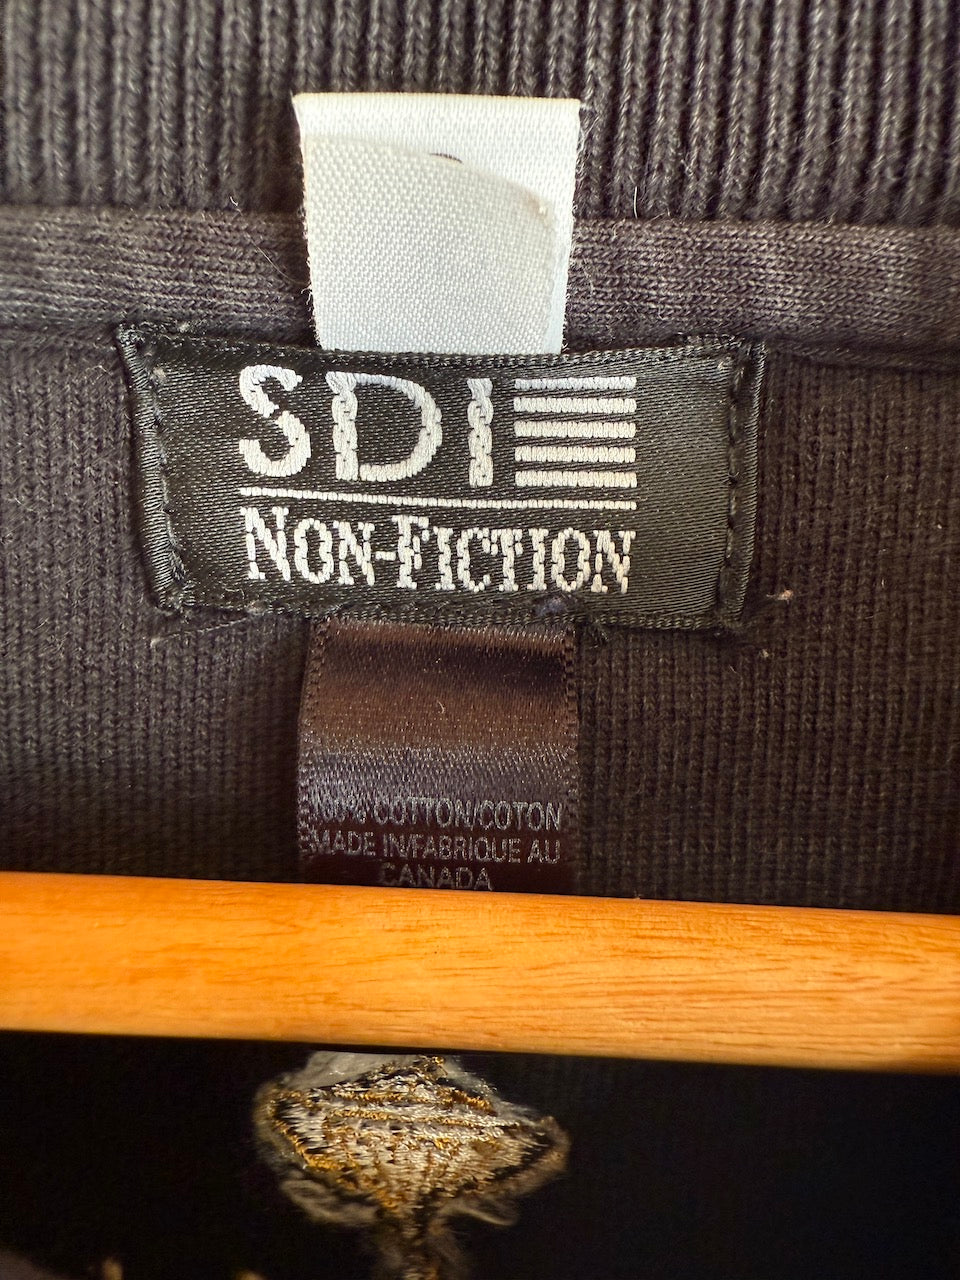 SDI
NON-FICTION
100% COTTON/COTON
MADE IN/FABRIQUE AU
CANADA